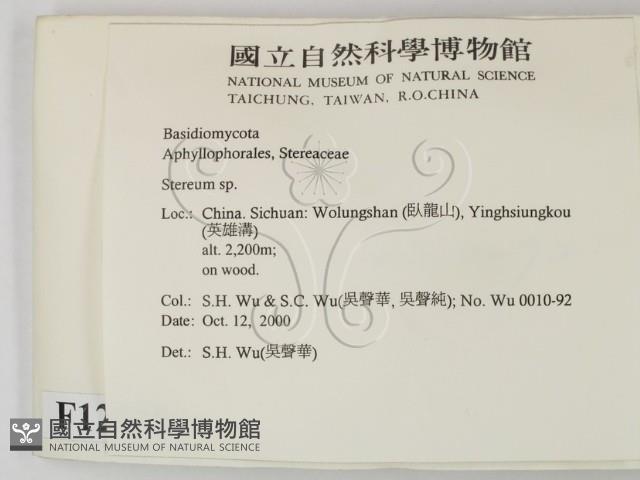 國立自然科學博物館
NATIONAL MUSEUM OF NATURAL SCIENCE
TAICHUNG, TAIWAN, R.O.CHINA
Basidiomycota
Aphyllophorales, Stereaceae
Stereum sp.
Loc.: China. Sichuan: Wolungshan (臥龍山), Yinghsiungkou
(英雄溝)
alt. 2,200m;
on wood.
Col.: S.H. Wu & S.C. Wu(吳聲華, 吳聲純); No. Wu 0010-92
Date: Oct. 12, 2000
Det.: S.H. Wu(吳聲華)
F12
國立自然科學博物館
NATIONAL MUSEUM OF NATURAL SCIENCE